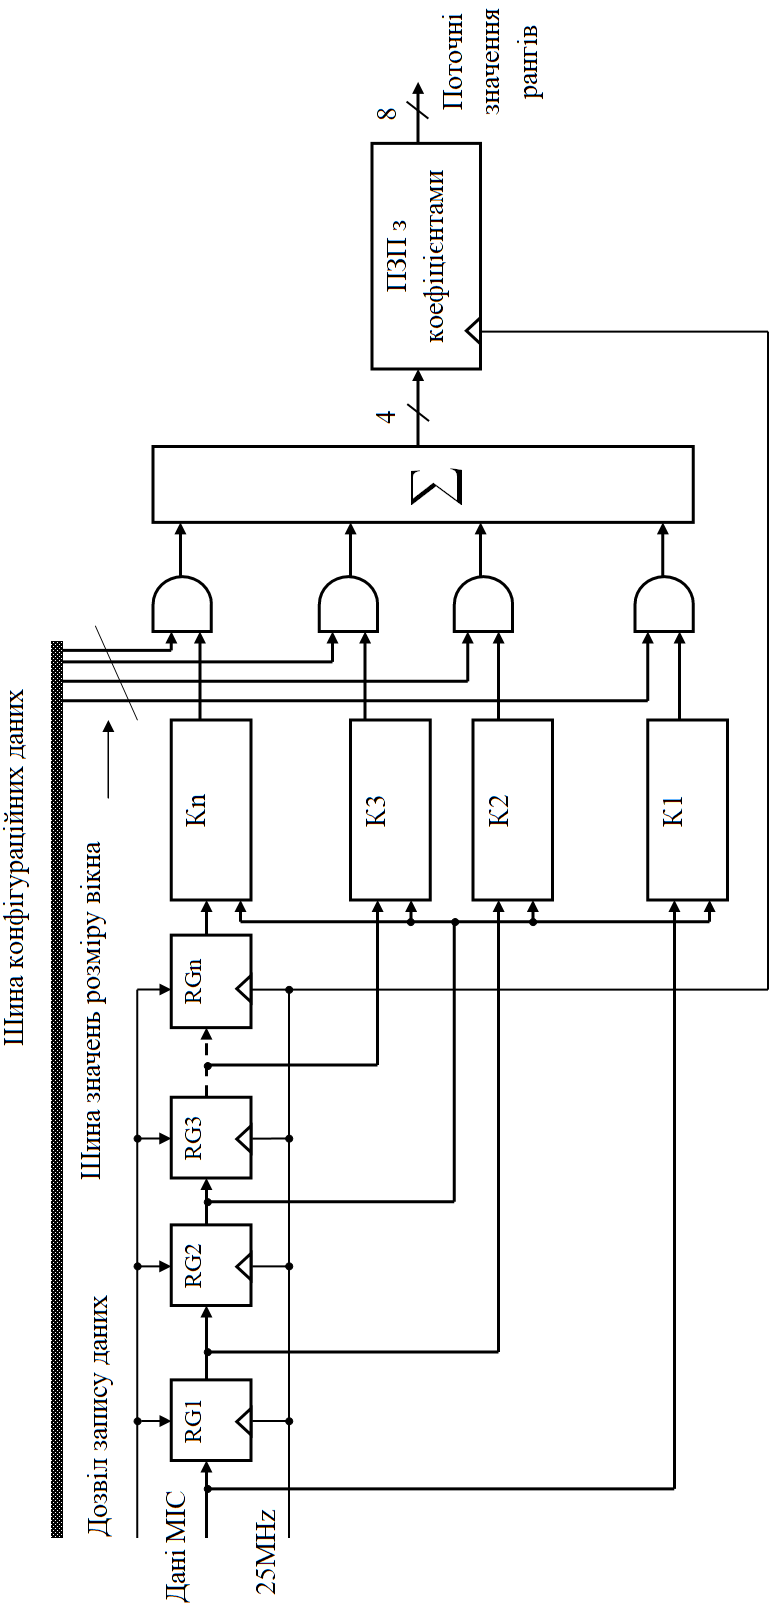 Шина конфігураційних даних
Шина значень розміру вікна
Дозвіл запису даних
Дані МІС
25MHz
RG1
RG2
RG3
RGn
Kn
K3
K2
K1
Σ
4
ПЗП з
коефіцієнтами
8
Поточні
значення
рангів